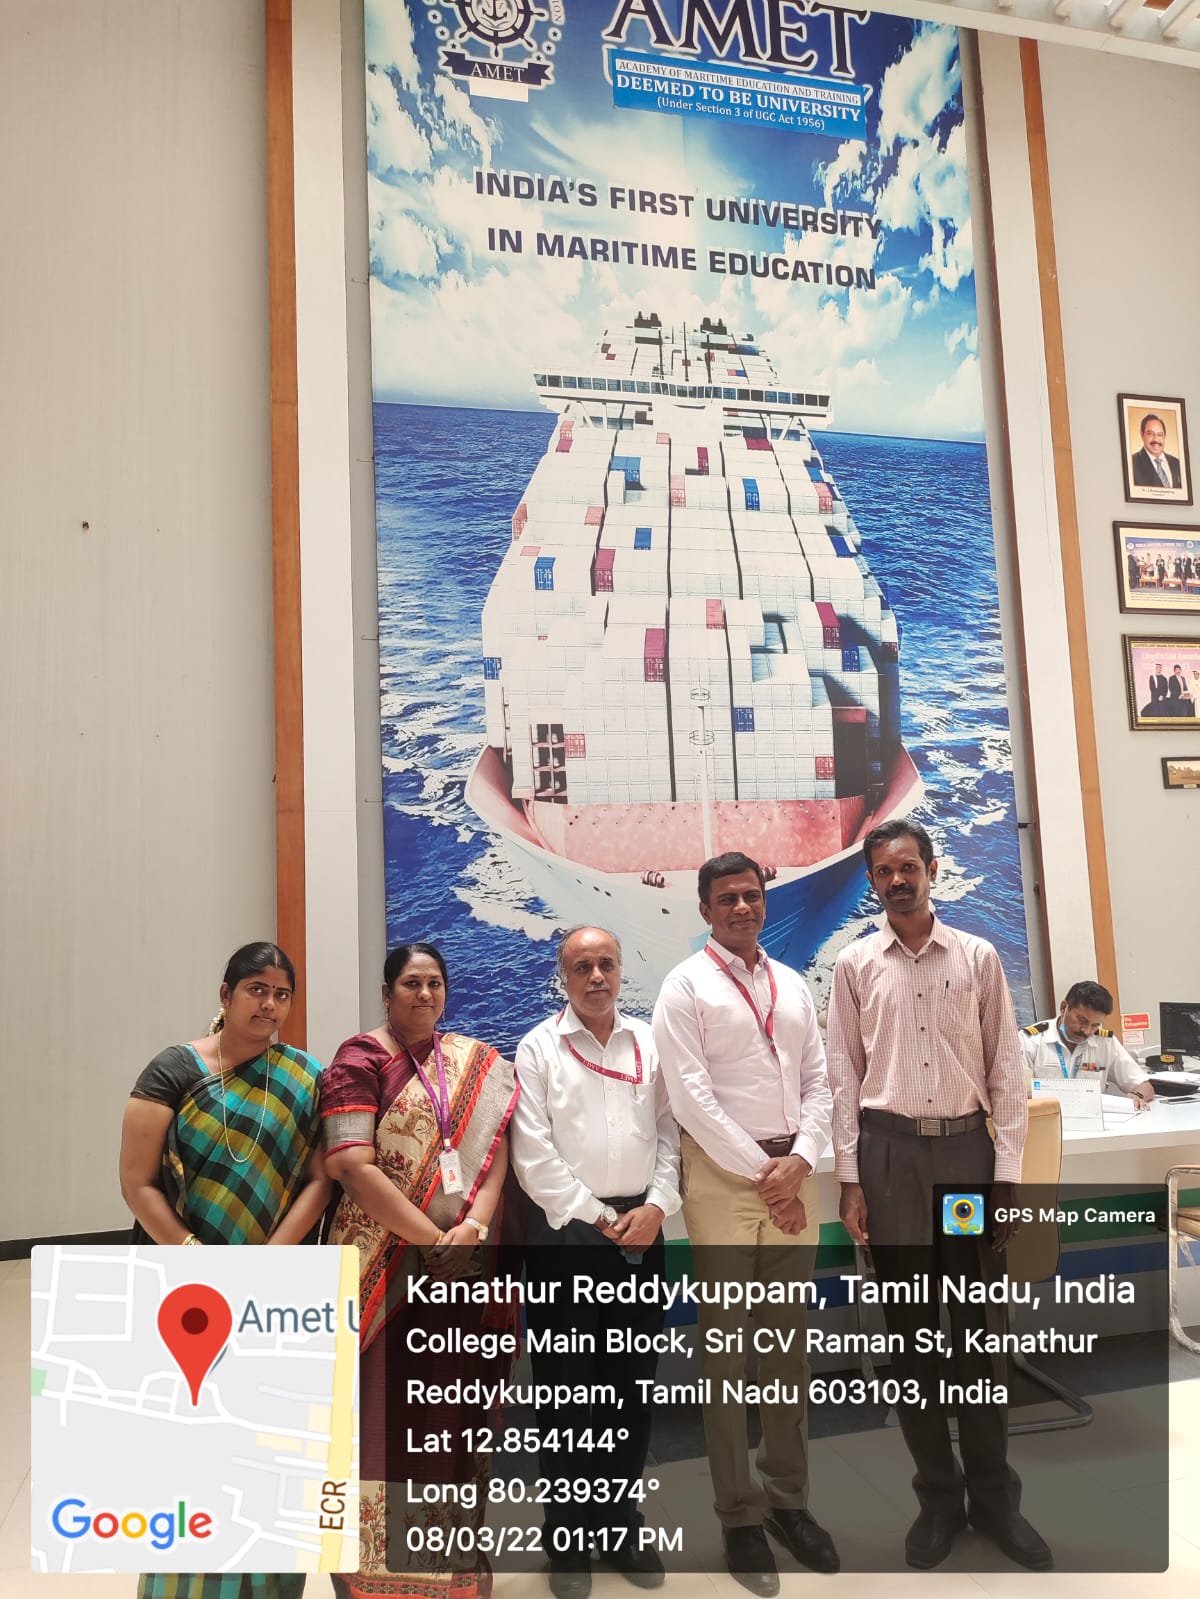 AMET
AMET
ACADEMY OF MARITIME EDUCATION AND TRAINING
DEEMED TO BE UNIVERSITY
(Under Section 3 of UGC Act 1956)
INDIA'S FIRST UNIVERSITY
IN MARITIME EDUCATION
Lloyd's List Awards
GPS Map Camera
Amet U
ECR
Google
Kanathur Reddykuppam, Tamil Nadu, India
College Main Block, Sri CV Raman St, Kanathur
Reddykuppam, Tamil Nadu 603103, India
Lat 12.854144°
Long 80.239374°
08/03/22 01:17 PM